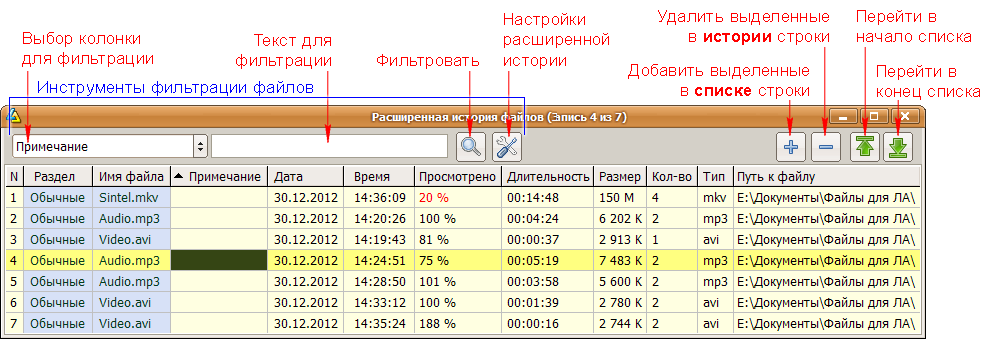 Выбор колонки
для фильтрации
Текст для
фильтрации
Фильтровать
Настройки
расширенной
истории
Удалить выделенные
в истории строки
Перейти в
начало списка
Добавить выделенные
в списке строки
Перейти в
конец списка
Инструменты фильтрации файлов
Расширенная история файлов (Запись 4 из 7)
Примечание
N Раздел Имя файла Примечание Дата Время Просмотрено Длительность Размер Кол-во Тип Путь к файлу
1 Обычные Sintel.mkv 30.12.2012 14:36:09 20 % 00:14:48 150 М 4 mkv E:\Документы\Файлы для ЛА\
2 Обычные Audio.mp3 30.12.2012 14:20:26 100 % 00:04:24 6 202 К 2 mp3 E:\Документы\Файлы для ЛА\
3 Обычные Video.avi 30.12.2012 14:19:43 81 % 00:00:37 2 913 К 1 avi E:\Документы\Файлы для ЛА\
4 Обычные Audio.mp3 30.12.2012 14:24:51 75 % 00:05:19 7 483 К 2 mp3 E:\Документы\Файлы для ЛА\
5 Обычные Audio.mp3 30.12.2012 14:28:50 101 % 00:03:58 5 600 К 2 mp3 E:\Документы\Файлы для ЛА\
6 Обычные Video.avi 30.12.2012 14:33:12 100 % 00:01:39 2 780 К 2 avi E:\Документы\Файлы для ЛА\
7 Обычные Video.avi 30.12.2012 14:35:24 188 % 00:00:16 2 744 К 2 avi E:\Документы\Файлы для ЛА\